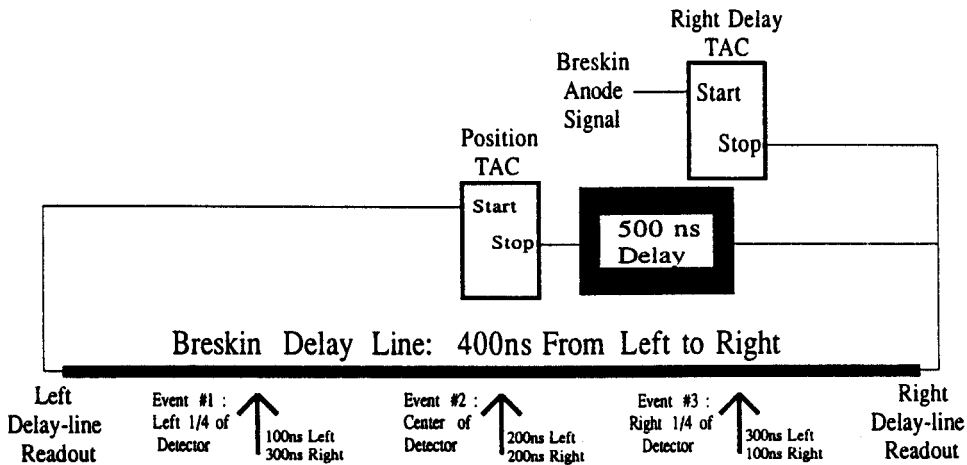 Right Delay
TAC
Breskin
Anode
Signal
Start
Stop
Position
TAC
Start
Stop
500 ns
Delay
Breskin Delay Line: 400ns From Left to Right
Left
Delay-line
Readout
Event #1 :
Left 1/4 of
Detector
100ns Left
300ns Right
Event #2 :
Center of
Detector
200ns Left
200ns Right
Event #3 :
Right 1/4 of
Detector
300ns Left
100ns Right
Right
Delay-line
Readout